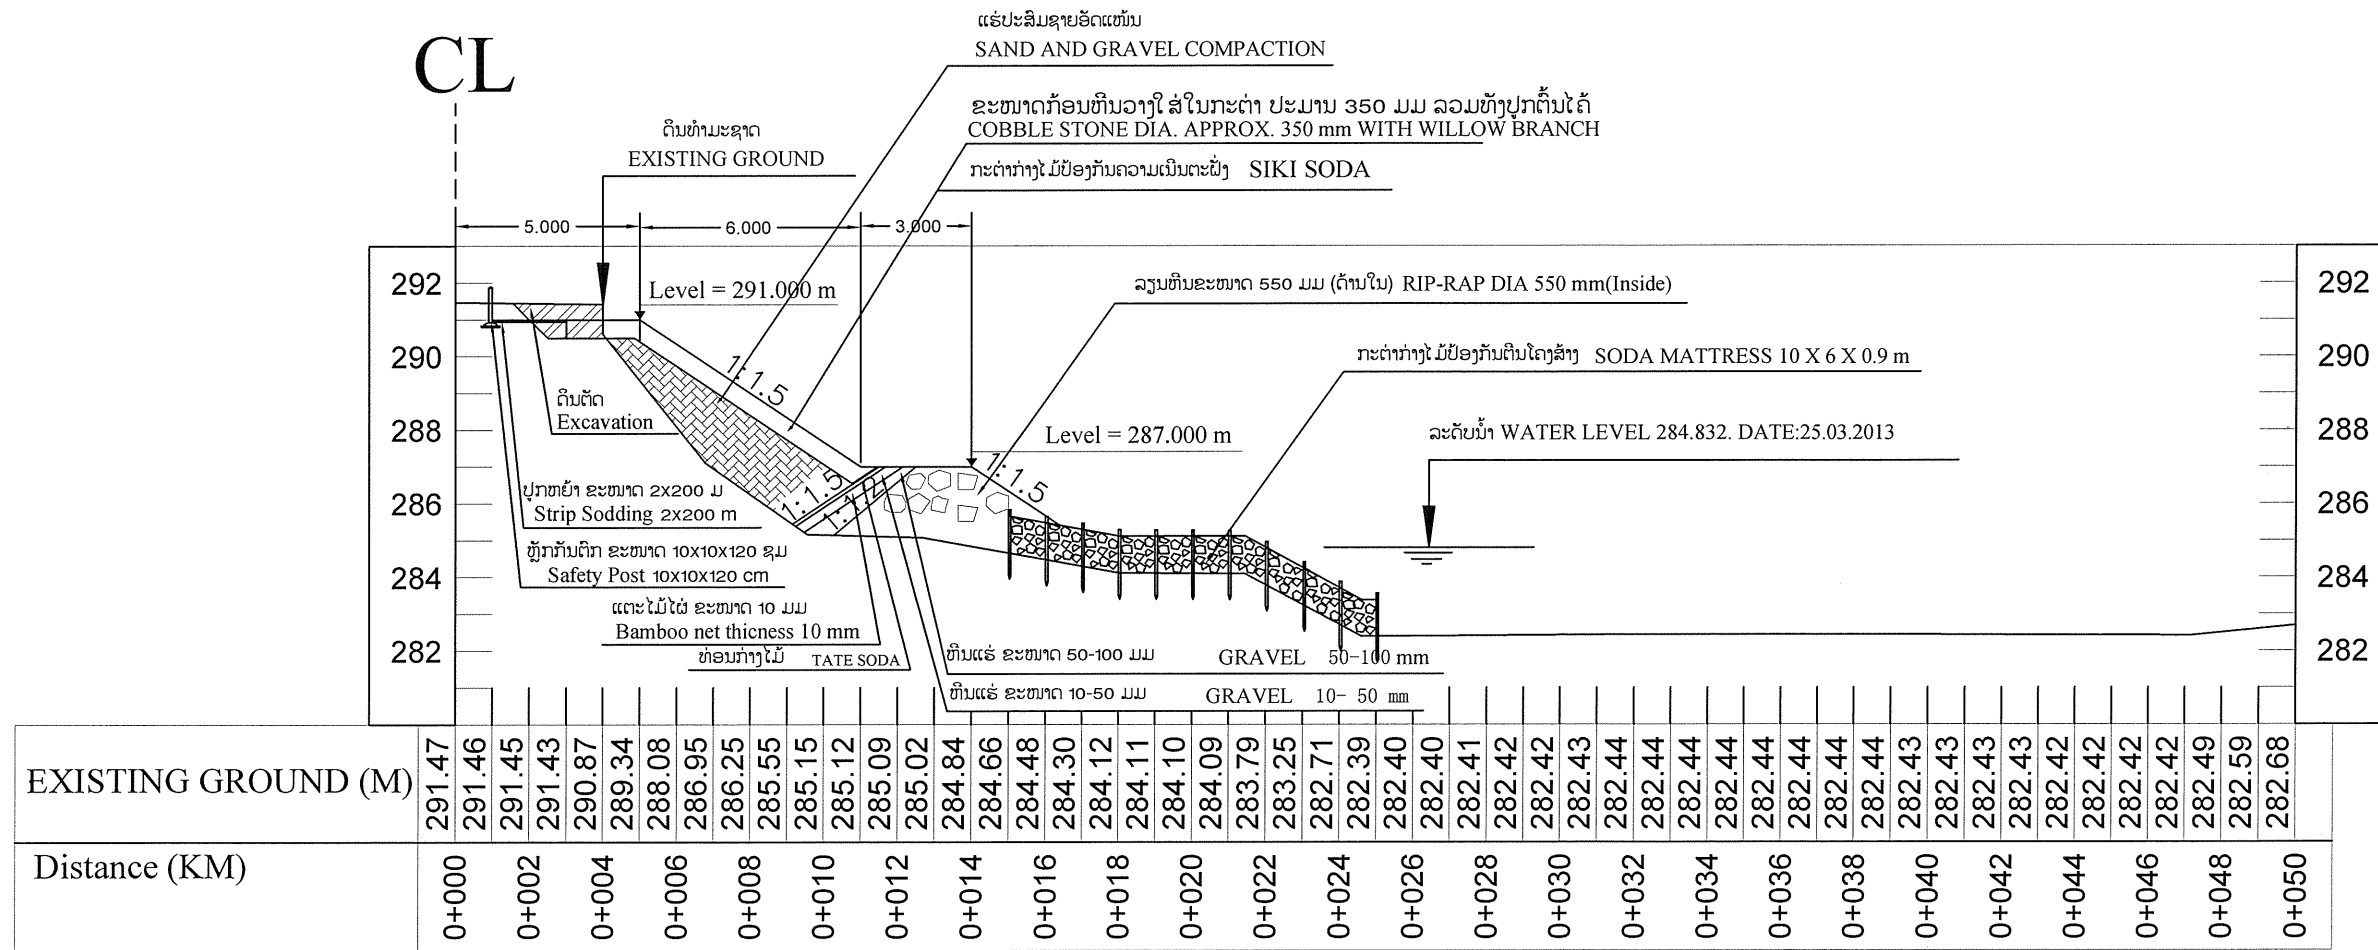 ແຮ່ປະສົມຊາຍອັດແໜ້ນ
SAND AND GRAVEL COMPACTION
CL
ຂະໜາດກ້ອນຫີນວາງໃສ່ໃນກະຕ່າ ປະມານ 350 ມມ ລວມທັງປູກຕົ້ນໄຄ້
COBBLE STONE DIA. APPROX. 350 mm WITH WILLOW BRANCH
ດິນທຳມະຊາດ
EXISTING GROUND
ກະຕ່າກ່າງໄມ້ປ້ອງກັນຄວາມເນີນຕະຝັ່ງ SIKI SODA
5.000 6.000 3.000
292 Level = 291.000 m
ລຽນຫີນຂະໜາດ 550 ມມ (ດ້ານໃນ) RIP-RAP DIA 550 mm(Inside)
292
290
1:1.5
ກະຕ່າກ່າງໄມ້ປ້ອງກັນຕີນໂຄງສ້າງ SODA MATTRESS 10 X 6 X 0.9 m
290
ດິນຕັດ
Excavation
288
Level = 287.000 m
ລະດັບນ້ຳ WATER LEVEL 284.832. DATE:25.03.2013
288
1:1.5
1:1.5
1:1.2
ປູກຫຍ້າ ຂະໜາດ 2x200 ມ
Strip Sodding 2x200 m
286
286
ຫຼັກກັນຕົກ ຂະໜາດ 10x10x120 ຊມ
Safety Post 10x10x120 cm
284
284
ແຕະໄມ້ໄຜ່ ຂະໜາດ 10 ມມ
Bamboo net thicness 10 mm
ທ່ອນກ່າງໄມ້ TATE SODA
ຫີນແຮ່ ຂະໜາດ 50-100 ມມ GRAVEL 50-100 mm
282
282
ຫີນແຮ່ ຂະໜາດ 10-50 ມມ GRAVEL 10- 50 mm
EXISTING GROUND (M) 291.47 291.46 291.45 291.43 290.87 289.34 288.08 286.95 286.25 285.55 285.15 285.12 285.09 285.02 284.84 284.66 284.48 284.30 284.12 284.11 284.10 284.09 283.79 283.25 282.71 282.39 282.40 282.40 282.41 282.42 282.42 282.43 282.44 282.44 282.44 282.44 282.44 282.44 282.44 282.44 282.43 282.43 282.43 282.43 282.42 282.42 282.42 282.42 282.49 282.59 282.68
Distance (KM) 0+000 0+002 0+004 0+006 0+008 0+010 0+012 0+014 0+016 0+018 0+020 0+022 0+024 0+026 0+028 0+030 0+032 0+034 0+036 0+038 0+040 0+042 0+044 0+046 0+048 0+050